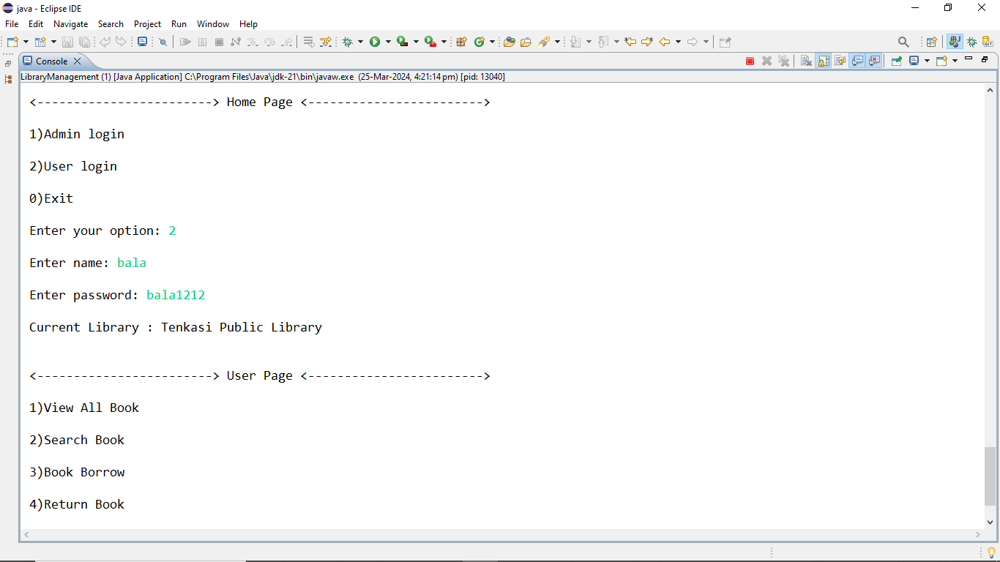 java - Eclipse IDE
File Edit Navigate Search Project Run Window Help
Console
LibraryManagement (1) [Java Application] C:\Program Files\Java\jdk-21\bin\javaw.exe (25-Mar-2024, 4:21:14 pm) [pid: 13040]
<------------------------> Home Page <------------------------>
1)Admin login
2)User login
0)Exit
Enter your option: 2
Enter name: bala
Enter password: bala1212
Current Library : Tenkasi Public Library
<------------------------> User Page <------------------------>
1)View All Book
2)Search Book
3)Book Borrow
4)Return Book